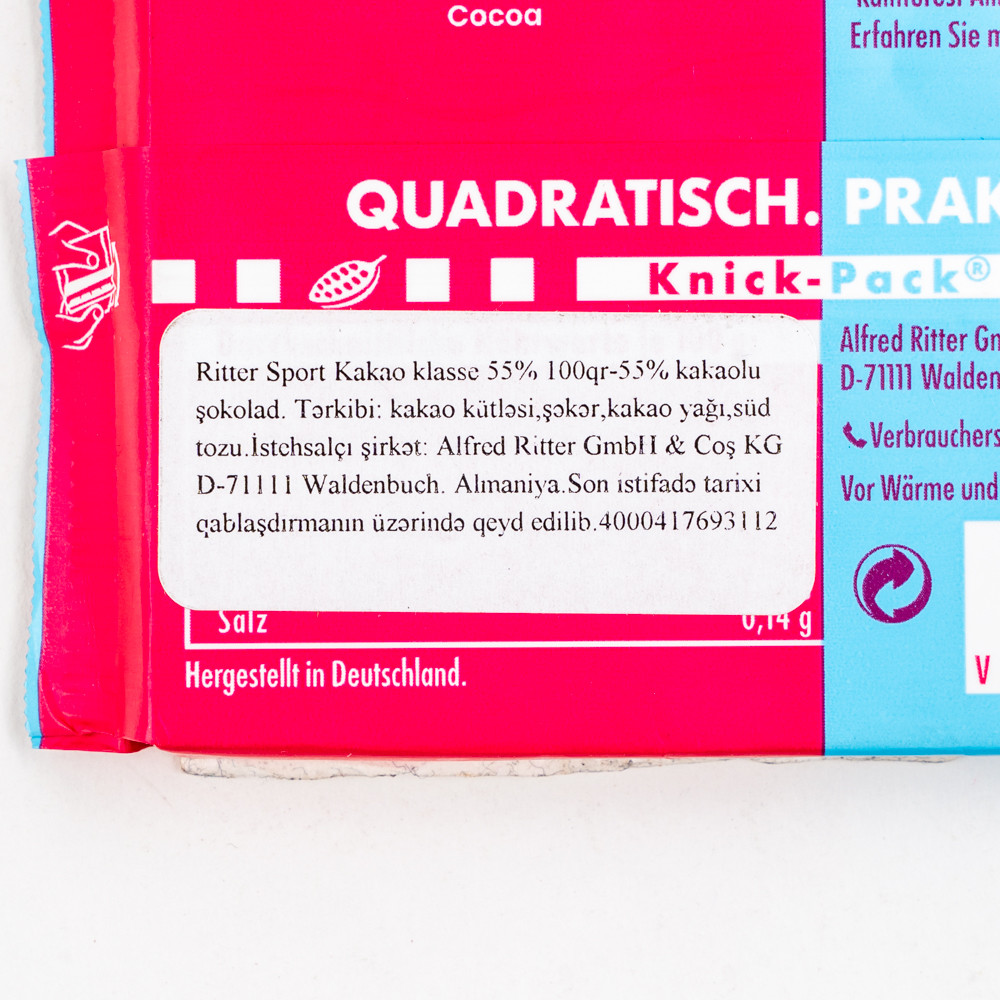 Cocoa
Erfahren Sie
QUADRATISCH. PRAK
Knick-Pack®
Ritter Sport Kakao klasse 55% 100qr-55% kakaolu
şokolad. Tərkibi: kakao kütləsi,şəkər,kakao yağı,süd
tozu.İstehsalçı şirkət: Alfred Ritter GmbH & Coş KG
D-71111 Waldenbuch. Almaniya.Son istifadə tarixi
qablaşdırmanın üzərində qeyd edilib.4000417693112
Alfred Ritter
D-71111 Walden
Verbrauchers
Vor Wärme und
Salz 0,14 g
Hergestellt in Deutschland.
V